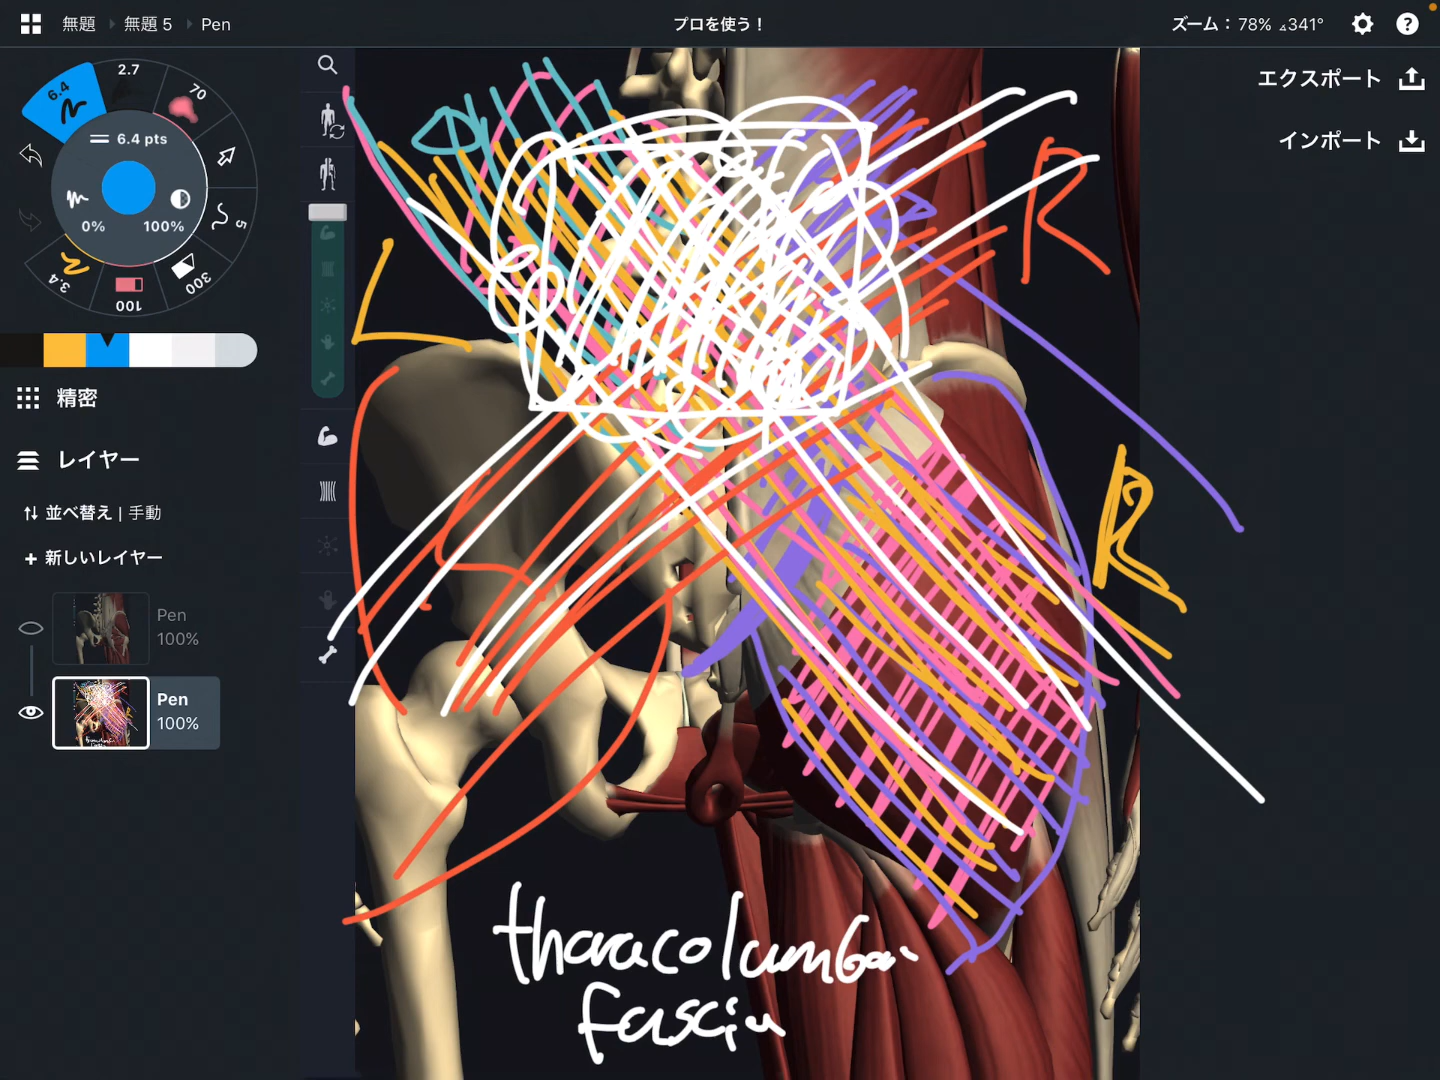 無題 無題 5 Pen
プロを使う！
ズーム：78% ⊿341°
エクスポート
インポート
2.7
6.4
70
6.4 pts
0%
100%
5
3.4
100
300
精密
レイヤー
並べ替え | 手動
+ 新しいレイヤー
Pen
100%
Pen
100%
L
R
R
thoracolumbar
fascia